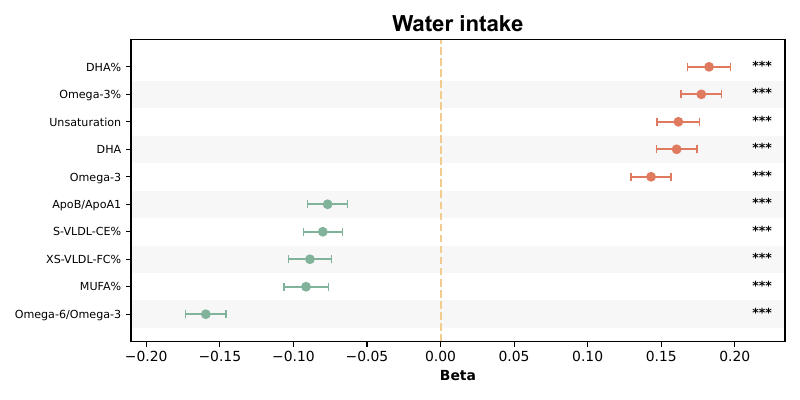 Water intake
DHA% ***
Omega-3% ***
Unsaturation ***
DHA ***
Omega-3 ***
ApoB/ApoA1 ***
S-VLDL-CE% ***
XS-VLDL-FC% ***
MUFA% ***
Omega-6/Omega-3 ***
−0.20 −0.15 −0.10 −0.05 0.00 0.05 0.10 0.15 0.20
Beta